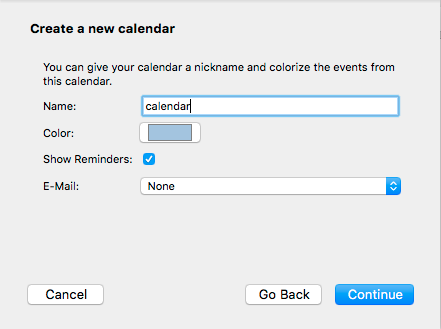 Create a new calendar
You can give your calendar a nickname and colorize the events from
this calendar.
Name: calendar
Color:
Show Reminders:
E-Mail: None
Cancel Go Back Continue